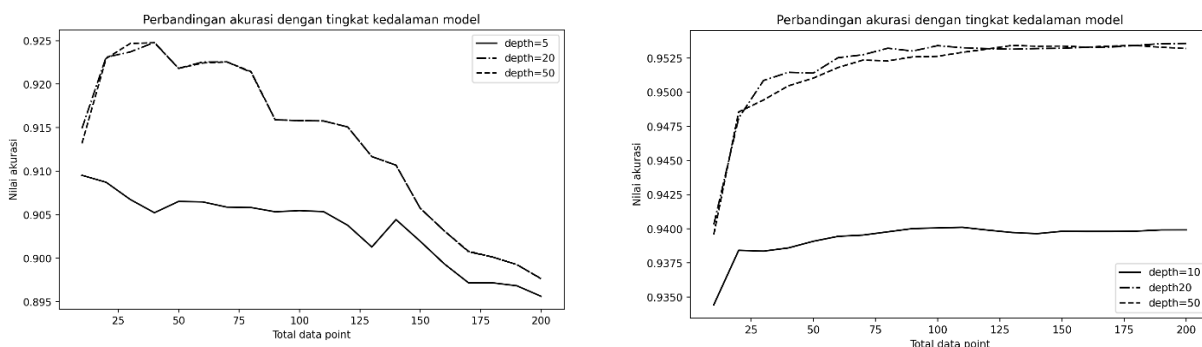 Perbandingan akurasi dengan tingkat kedalaman model
0.925
0.920
0.915
0.910
0.905
0.900
0.895
Nilai akurasi
depth=5
depth=20
depth=50
25 50 75 100 125 150 175 200
Total data point
Perbandingan akurasi dengan tingkat kedalaman model
0.9525
0.9500
0.9475
0.9450
0.9425
0.9400
0.9375
0.9350
Nilai akurasi
depth=10
depth20
depth=50
25 50 75 100 125 150 175 200
Total data point